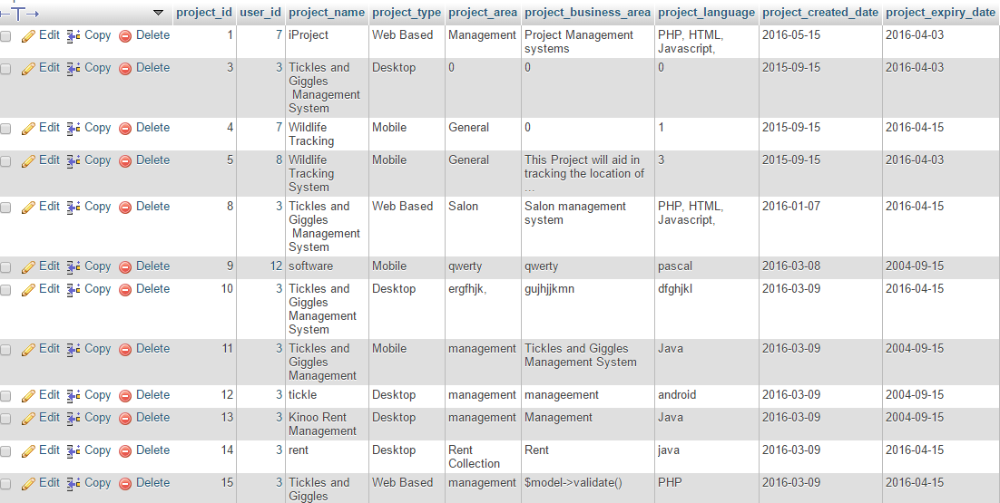 project_id user_id project_name project_type project_area project_business_area project_language project_created_date project_expiry_date
Edit Copy Delete 1 7 iProject Web Based Management Project Management PHP, HTML, 2016-05-15 2016-04-03
systems Javascript,
Edit Copy Delete 3 3 Tickles and Desktop 0 0 0 2015-09-15 2016-04-03
Giggles
Management
System
Edit Copy Delete 4 7 Wildlife Mobile General 0 1 2015-09-15 2016-04-15
Tracking
Edit Copy Delete 5 8 Wildlife Mobile General This Project will aid in 3 2015-09-15 2016-04-03
Tracking tracking the location of
System ...
Edit Copy Delete 8 3 Tickles and Web Based Salon Salon management PHP, HTML, 2016-01-07 2016-04-15
Giggles system Javascript,
Management
System
Edit Copy Delete 9 12 software Mobile qwerty qwerty pascal 2016-03-08 2004-09-15
Edit Copy Delete 10 3 Tickles and Desktop ergfhjk, gujhjjkmn dfghjkl 2016-03-09 2016-04-15
Giggles
Management
System
Edit Copy Delete 11 3 Tickles and Mobile management Tickles and Giggles Java 2016-03-09 2004-09-15
Giggles Management System
Management
Edit Copy Delete 12 3 tickle Desktop management manageement android 2016-03-09 2004-09-15
Edit Copy Delete 13 3 Kinoo Rent Desktop management Management Java 2016-03-09 2004-09-15
Management
Edit Copy Delete 14 3 rent Desktop Rent Rent java 2016-03-09 2016-04-15
Collection
Edit Copy Delete 15 3 Tickles and Web Based management $model->validate() PHP 2016-03-09 2016-04-15
Giggles